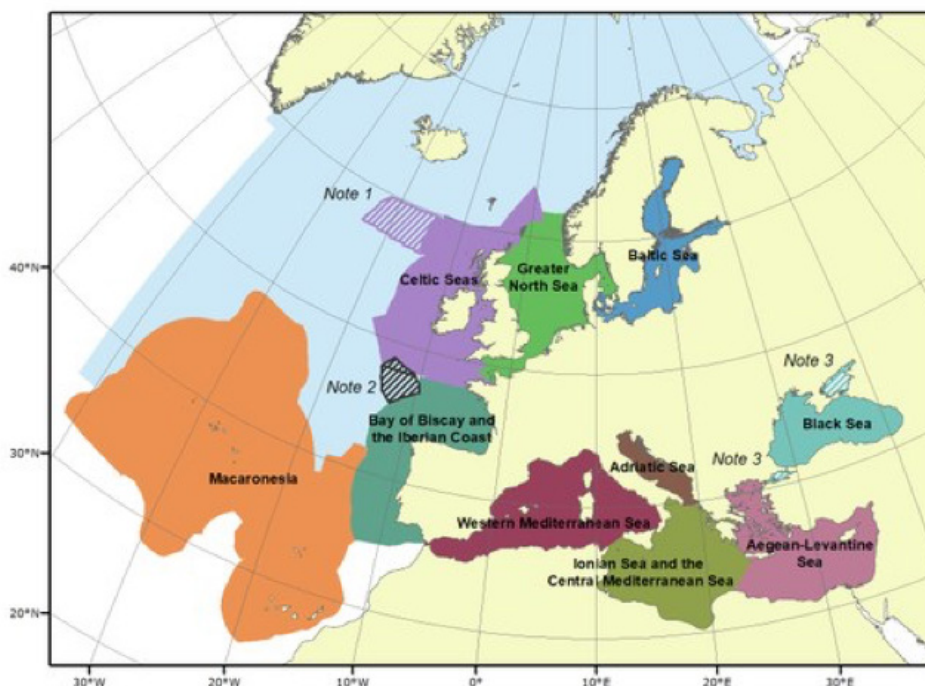 Note 1
40°N
Celtic Seas
Greater
North Sea
Baltic Sea
Note 2
Note 3
Bay of Biscay
and the Iberian Coast
Black Sea
30°N
Macaronesia
Adriatic Sea
Note 3
Western Mediterranean Sea
Aegean-Levantine
Sea
Ionian Sea and the
Central Mediterranean Sea
20°N
30°W
20°W
10°W
0°
10°E
20°E
30°E